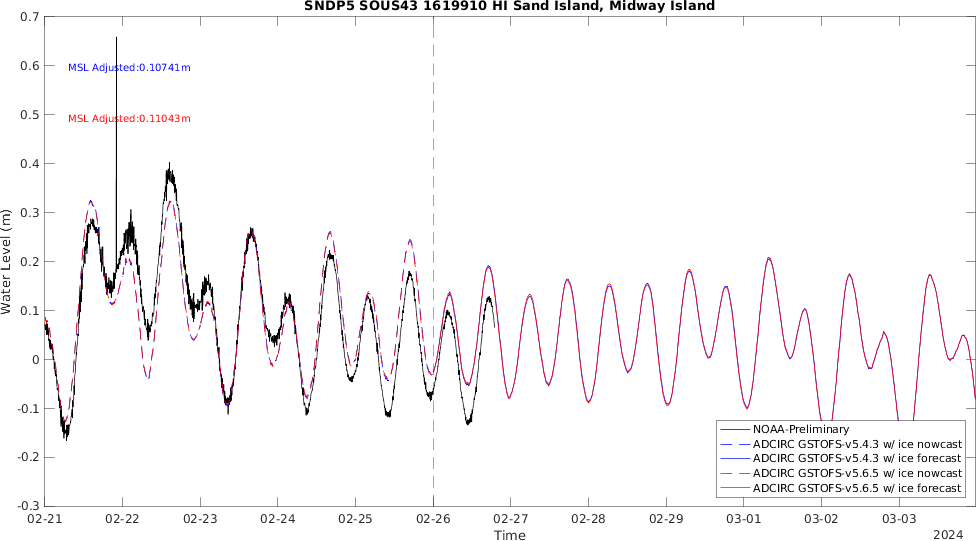 SNDP5 SOUS43 1619910 HI Sand Island, Midway Island
0.7
0.6
0.5
0.4
0.3
0.2
0.1
0
-0.1
-0.2
-0.3
Water Level (m)
MSL Adjusted:0.10741m
MSL Adjusted:0.11043m
NOAA-Preliminary
ADCIRC GSTOFS-v5.4.3 w/ ice nowcast
ADCIRC GSTOFS-v5.4.3 w/ ice forecast
ADCIRC GSTOFS-v5.6.5 w/ ice nowcast
ADCIRC GSTOFS-v5.6.5 w/ ice forecast
02-21 02-22 02-23 02-24 02-25 02-26 02-27 02-28 02-29 03-01 03-02 03-03
Time
2024